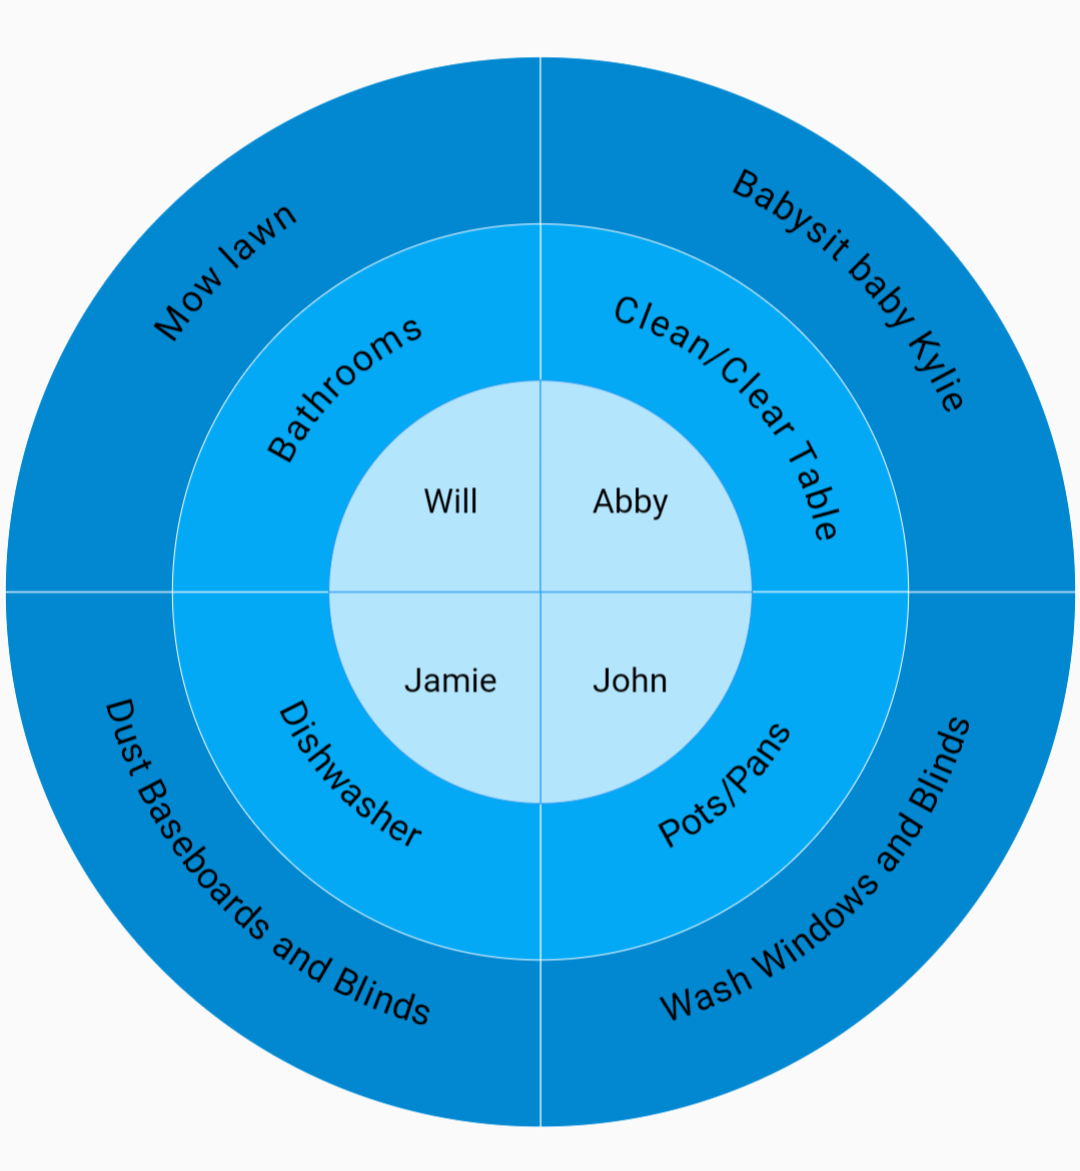 Mow lawn
Babysit baby Kylie
Bathrooms
Clean/Clear Table
Will
Abby
Jamie
John
Dishwasher
Pots/Pans
Dust Baseboards and Blinds
Wash Windows and Blinds